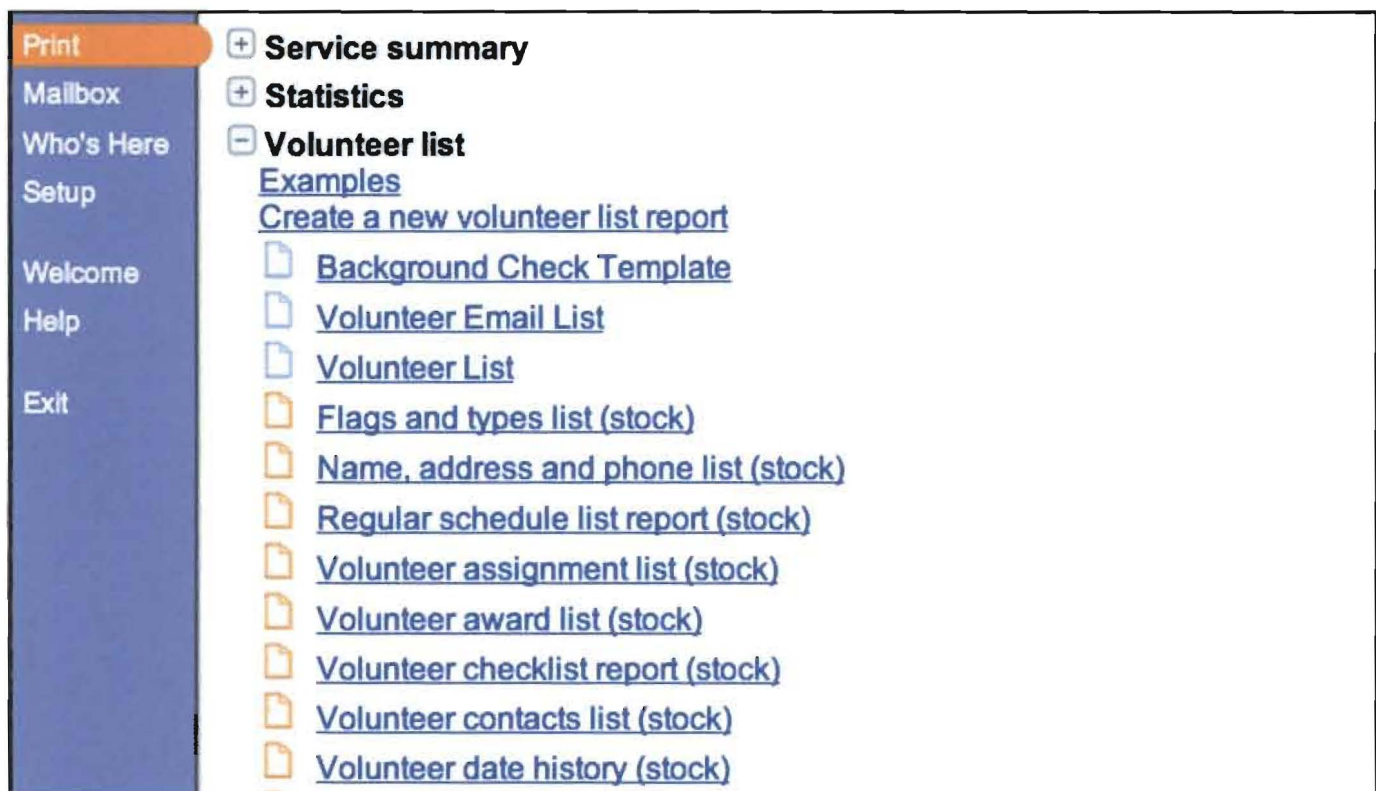 Print
Mailbox
Who's Here
Setup
Welcome
Help
Exit
Service summary
Statistics
Volunteer list
Examples
Create a new volunteer list report
Background Check Template
Volunteer Email List
Volunteer List
Flags and types list (stock)
Name, address and phone list (stock)
Regular schedule list report (stock)
Volunteer assignment list (stock)
Volunteer award list (stock)
Volunteer checklist report (stock)
Volunteer contacts list (stock)
Volunteer date history (stock)